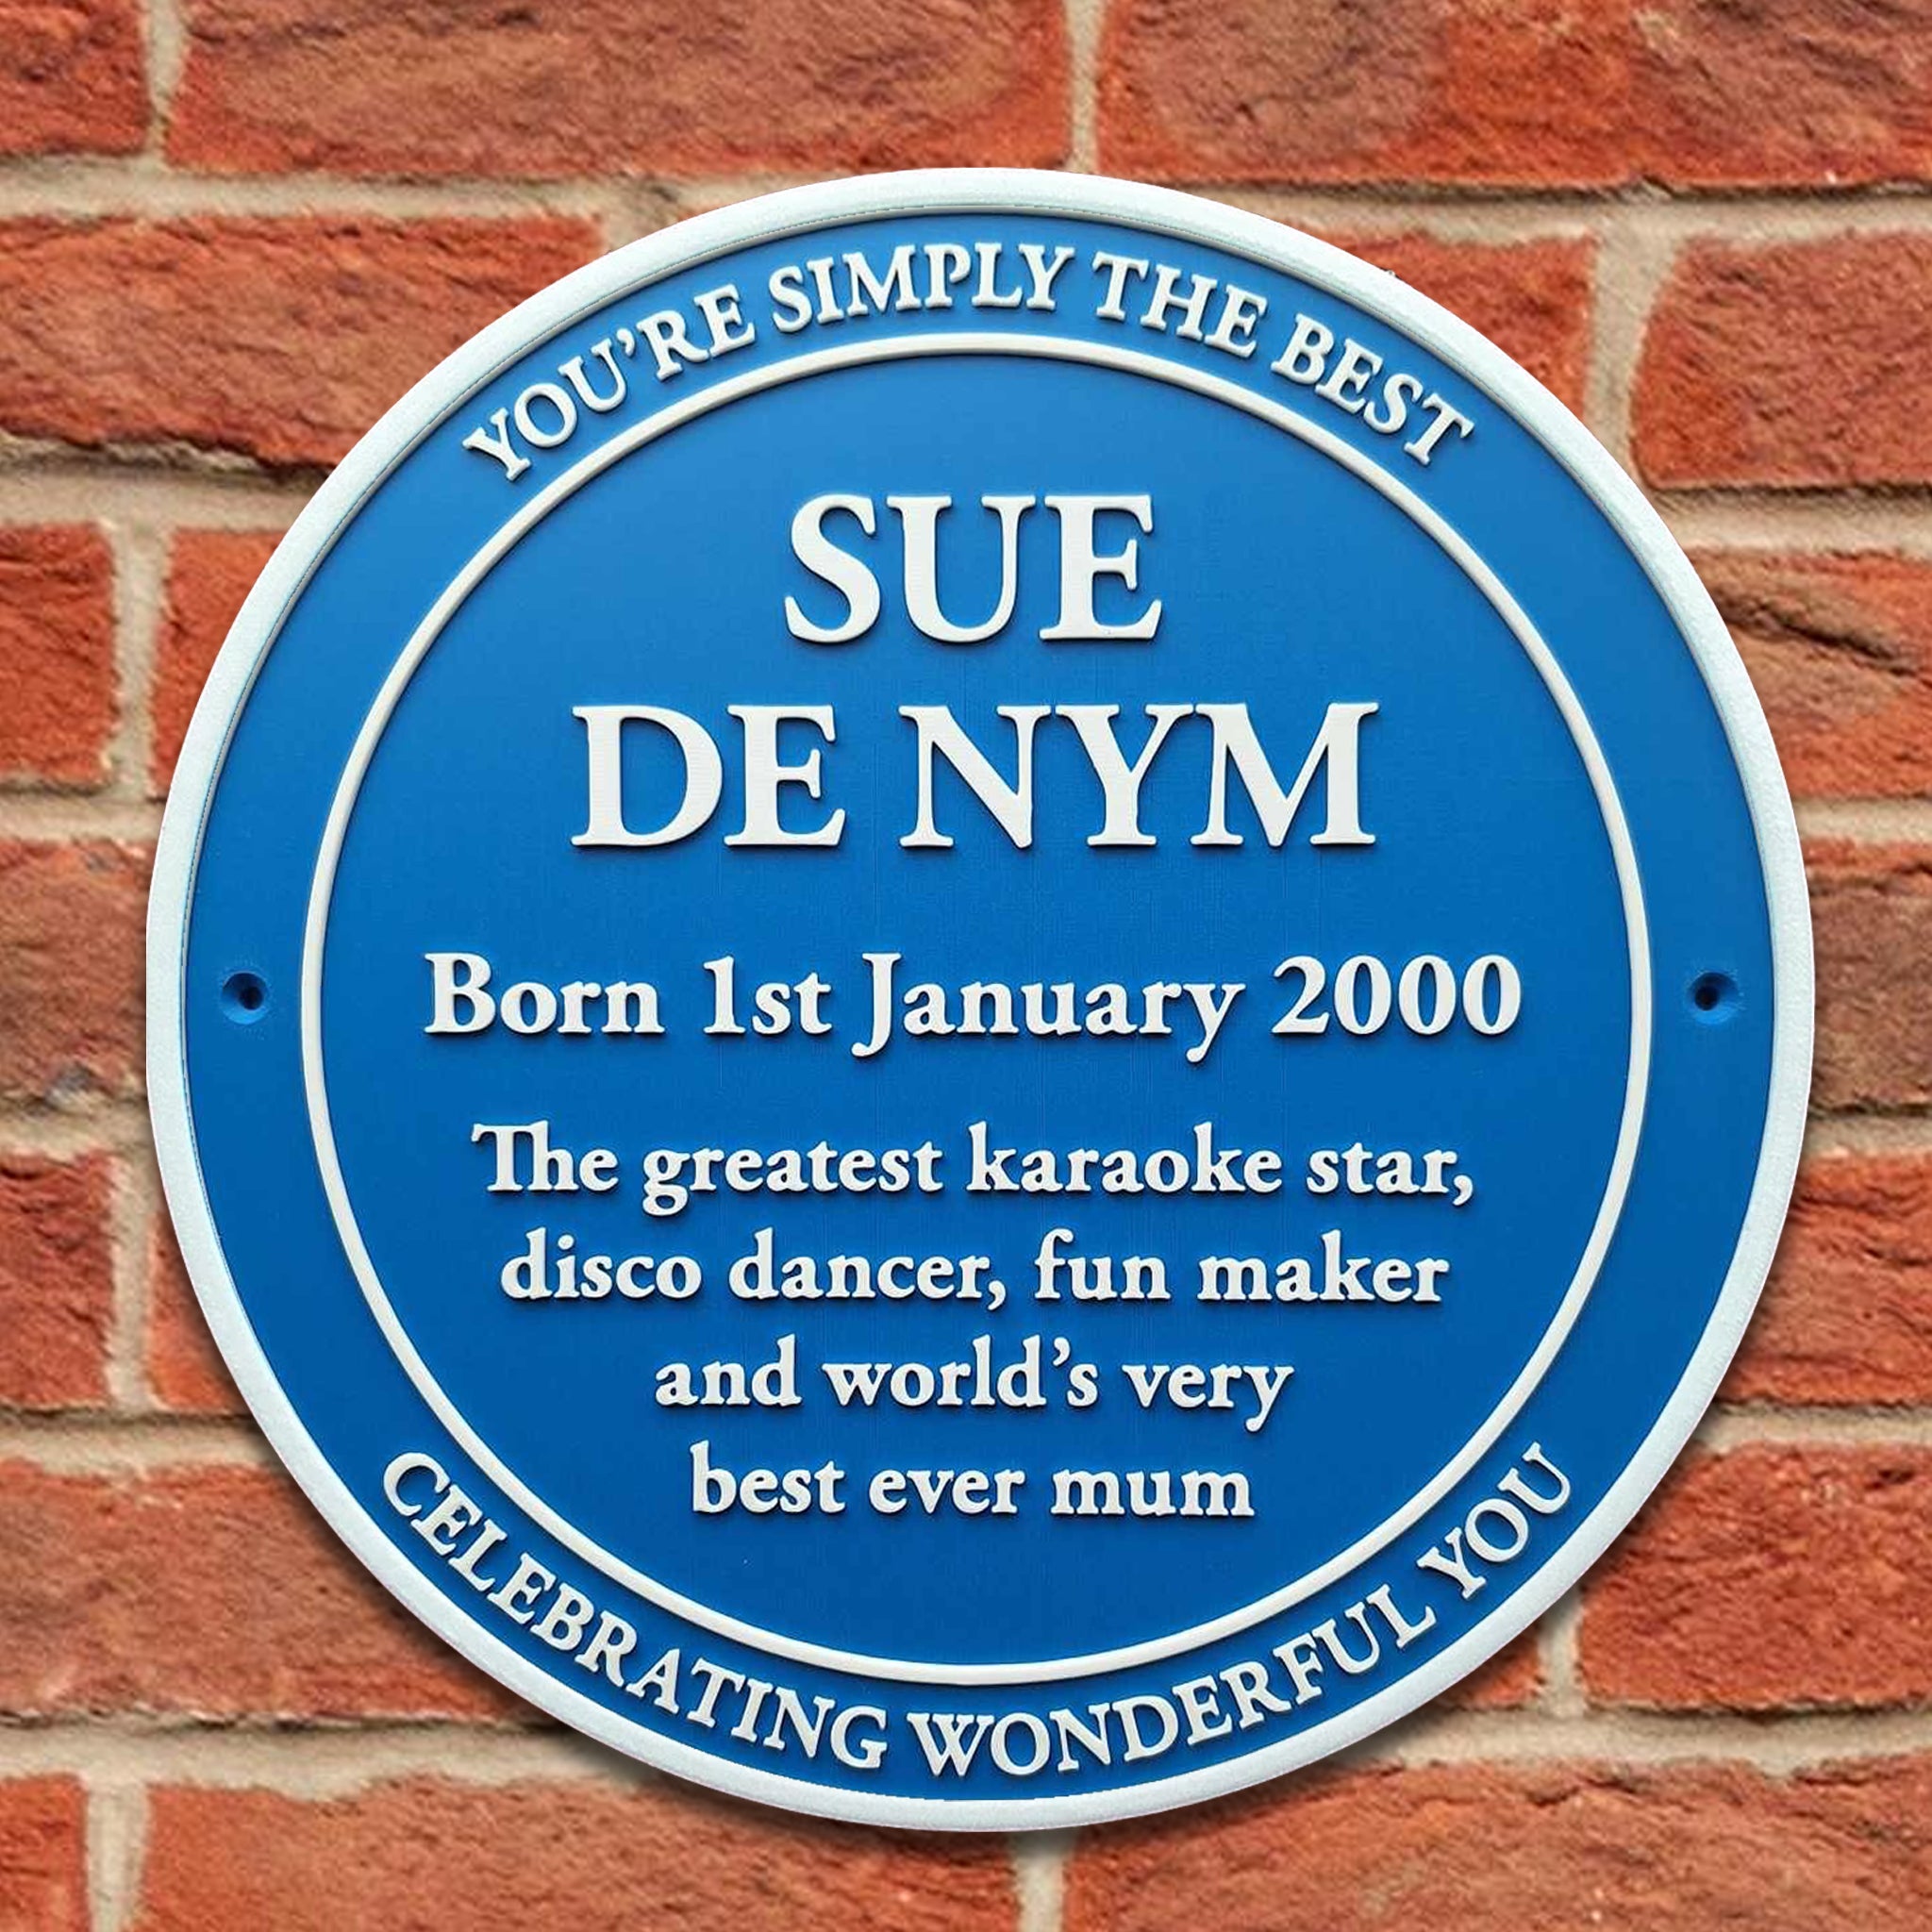 YOU’RE SIMPLY THE BEST
SUE
DE NYM
Born 1st January 2000
The greatest karaoke star,
disco dancer, fun maker
and world’s very
best ever mum
CELEBRATING WONDERFUL YOU